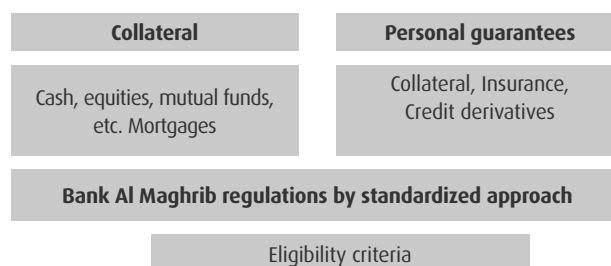 Collateral
Cash, equities, mutual funds,
etc. Mortgages
Personal guarantees
Collateral, Insurance,
Credit derivatives
Bank Al Maghrib regulations by standardized approach
Eligibility criteria